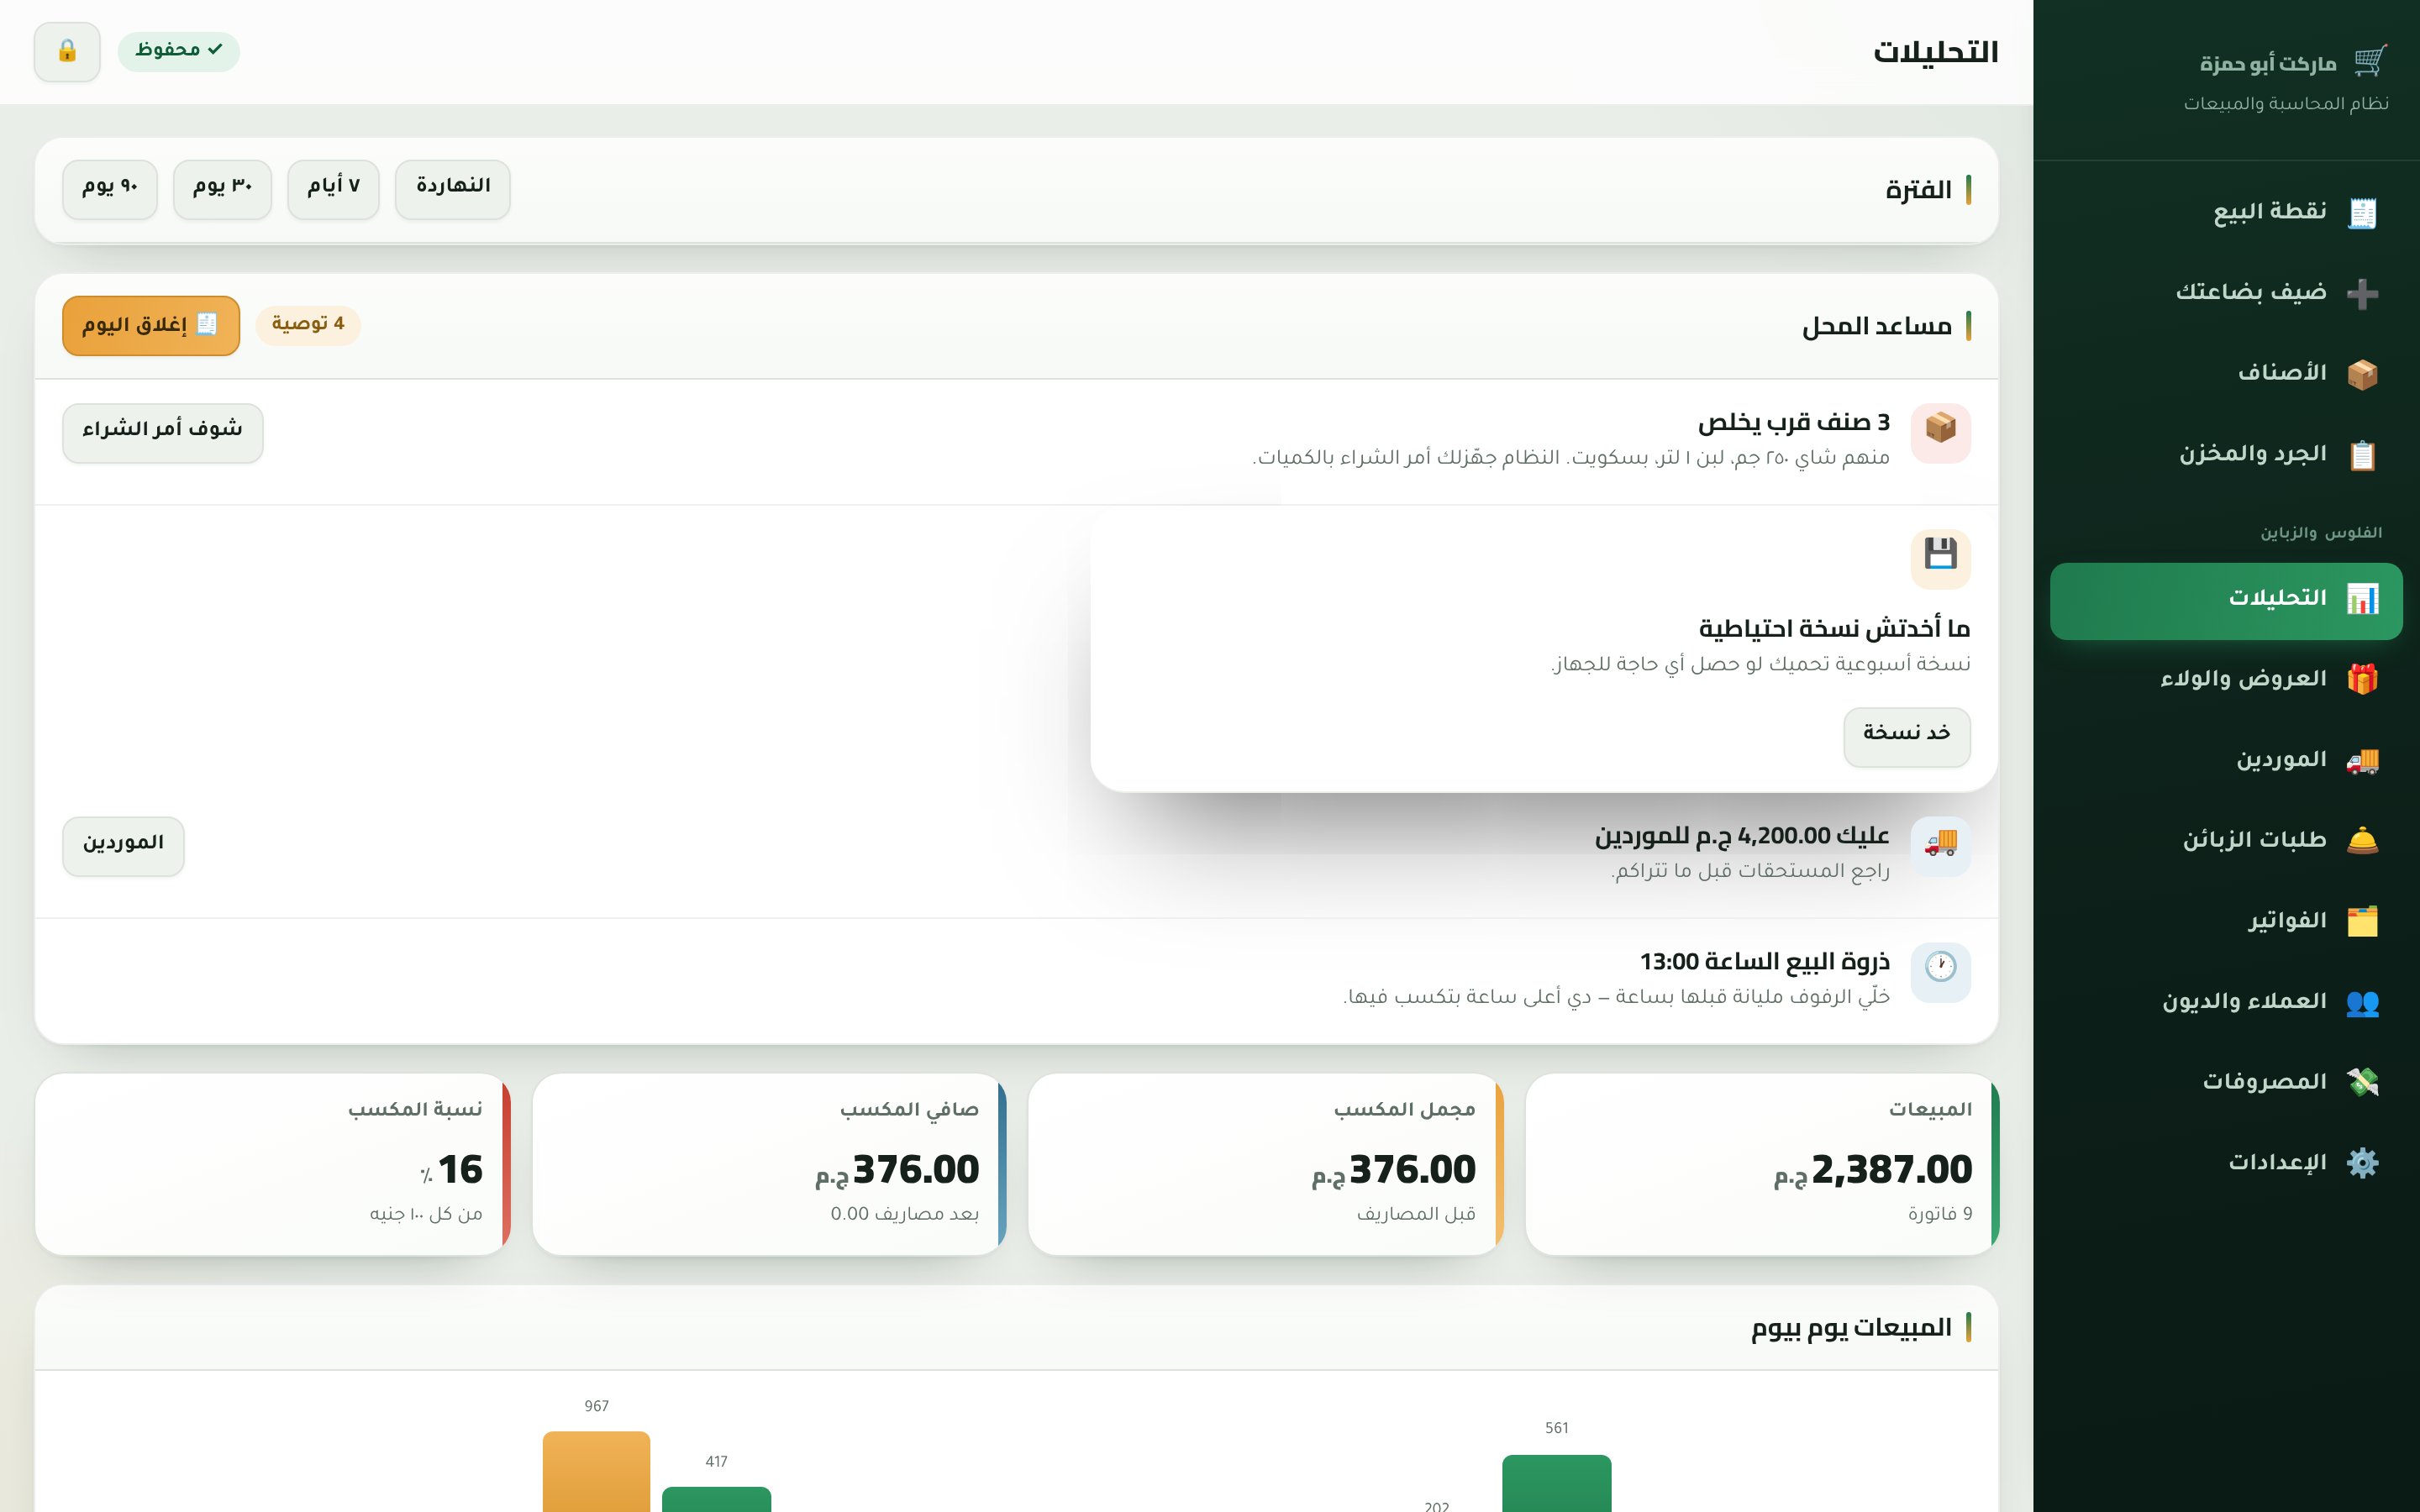 ماركت أبو حمزة
نظام المحاسبة والمبيعات
نقطة البيع
ضيف بضاعتك
الأصناف
الجرد والمخزن
الفلوس والزباين
التحليلات
العروض والولاء
الموردين
طلبات الزبائن
الفواتير
العملاء والديون
المصروفات
الإعدادات
التحليلات
✓ محفوظ
الفترة
النهاردة
٧ أيام
٣٠ يوم
٩٠ يوم
مساعد المحل
4 توصية
إغلاق اليوم
3 صنف قرب يخلص
منهم شاي ٢٥٠ جم، لبن ١ لتر، بسكويت. النظام جهّزلك أمر الشراء بالكميات.
شوف أمر الشراء
ما أخدتش نسخة احتياطية
نسخة أسبوعية تحميك لو حصل أي حاجة للجهاز.
خد نسخة
عليك 4,200.00 ج.م للموردين
راجع المستحقات قبل ما تتراكم.
الموردين
ذروة البيع الساعة 13:00
خلّي الرفوف مليانة قبلها بساعة — دي أعلى ساعة بتكسب فيها.
المبيعات
2,387.00 ج.م
9 فاتورة
مجمل المكسب
376.00 ج.م
قبل المصاريف
صافي المكسب
376.00 ج.م
بعد مصاريف 0.00
نسبة المكسب
16 ٪
من كل ١٠٠ جنيه
المبيعات يوم بيوم
561
202
417
967